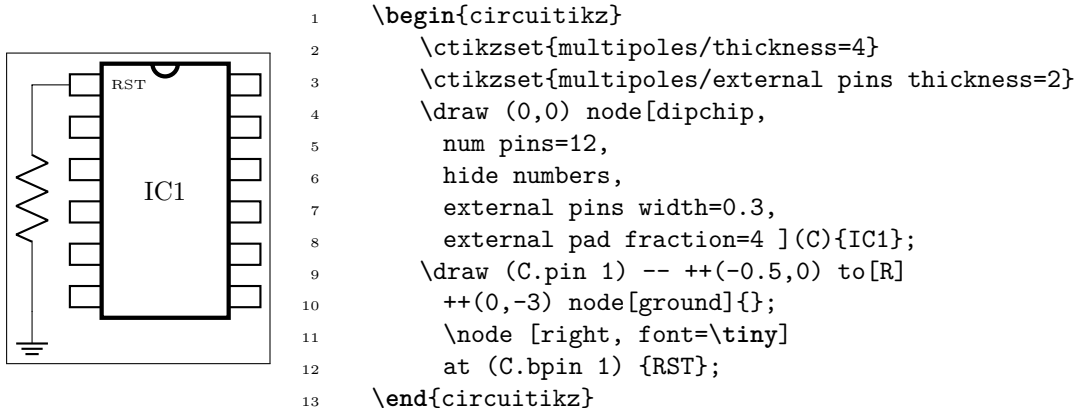 RST
IC1
1 \begin{circuitikz}
2 \ctikzset{multipoles/thickness=4}
3 \ctikzset{multipoles/external pins thickness=2}
4 \draw (0,0) node[dipchip,
5 num pins=12,
6 hide numbers,
7 external pins width=0.3,
8 external pad fraction=4 ](C){IC1};
9 \draw (C.pin 1) -- ++(-0.5,0) to[R]
10 ++(0,-3) node[ground]{};
11 \node [right, font=\tiny]
12 at (C.bpin 1) {RST};
13 \end{circuitikz}